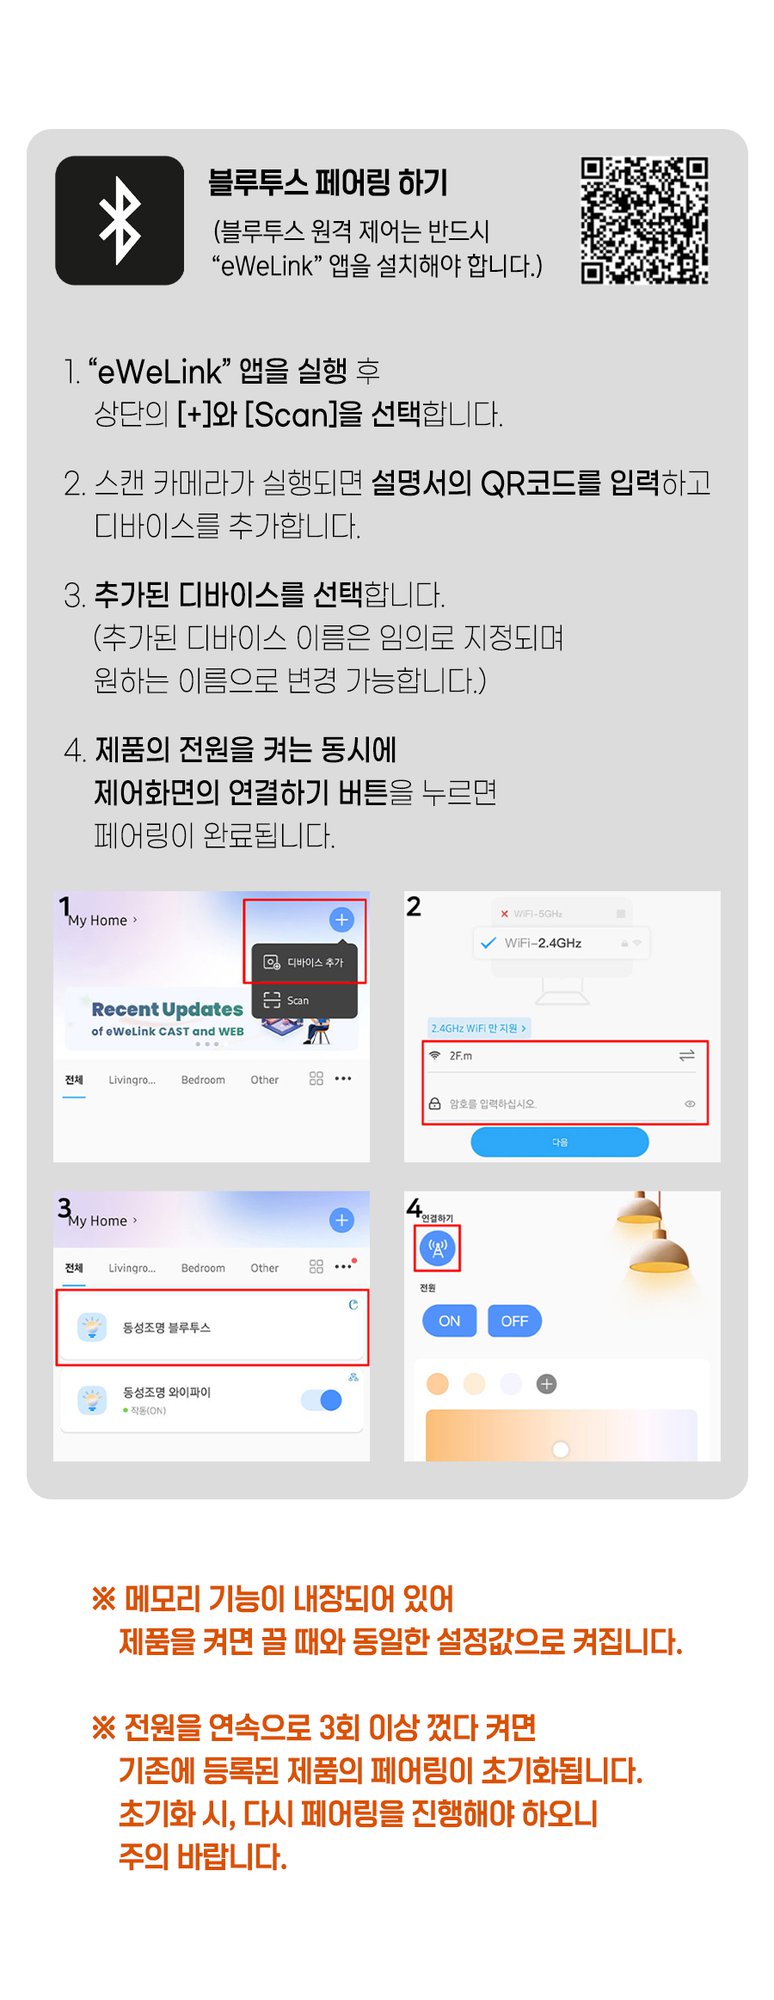 블루투스 페어링 하기
(블루투스 원격 제어는 반드시
“eWeLink” 앱을 설치해야 합니다.)
1. “eWeLink” 앱을 실행 후
상단의 [+]와 [Scan]을 선택합니다.
2. 스캔 카메라가 실행되면 설명서의 QR코드를 입력하고
디바이스를 추가합니다.
3. 추가된 디바이스를 선택합니다.
(추가된 디바이스 이름은 임의로 지정되며
원하는 이름으로 변경 가능합니다.)
4. 제품의 전원을 켜는 동시에
제어화면의 연결하기 버튼을 누르면
페어링이 완료됩니다.
1
My Home >
디바이스 추가
Scan
Recent Updates
of eWeLink CAST and WEB
전체 Livingro... Bedroom Other
2
WiFi-5GHz
WiFi-2.4GHz
2.4GHz WiFi 만 지원 >
2F.m
암호를 입력하십시오.
다음
3
My Home >
전체 Livingro... Bedroom Other
동성조명 블루투스
동성조명 와이파이
작동(ON)
4
연결하기
전원
ON OFF
※ 메모리 기능이 내장되어 있어
제품을 켜면 끌 때와 동일한 설정값으로 켜집니다.
※ 전원을 연속으로 3회 이상 껐다 켜면
기존에 등록된 제품의 페어링이 초기화됩니다.
초기화 시, 다시 페어링을 진행해야 하오니
주의 바랍니다.